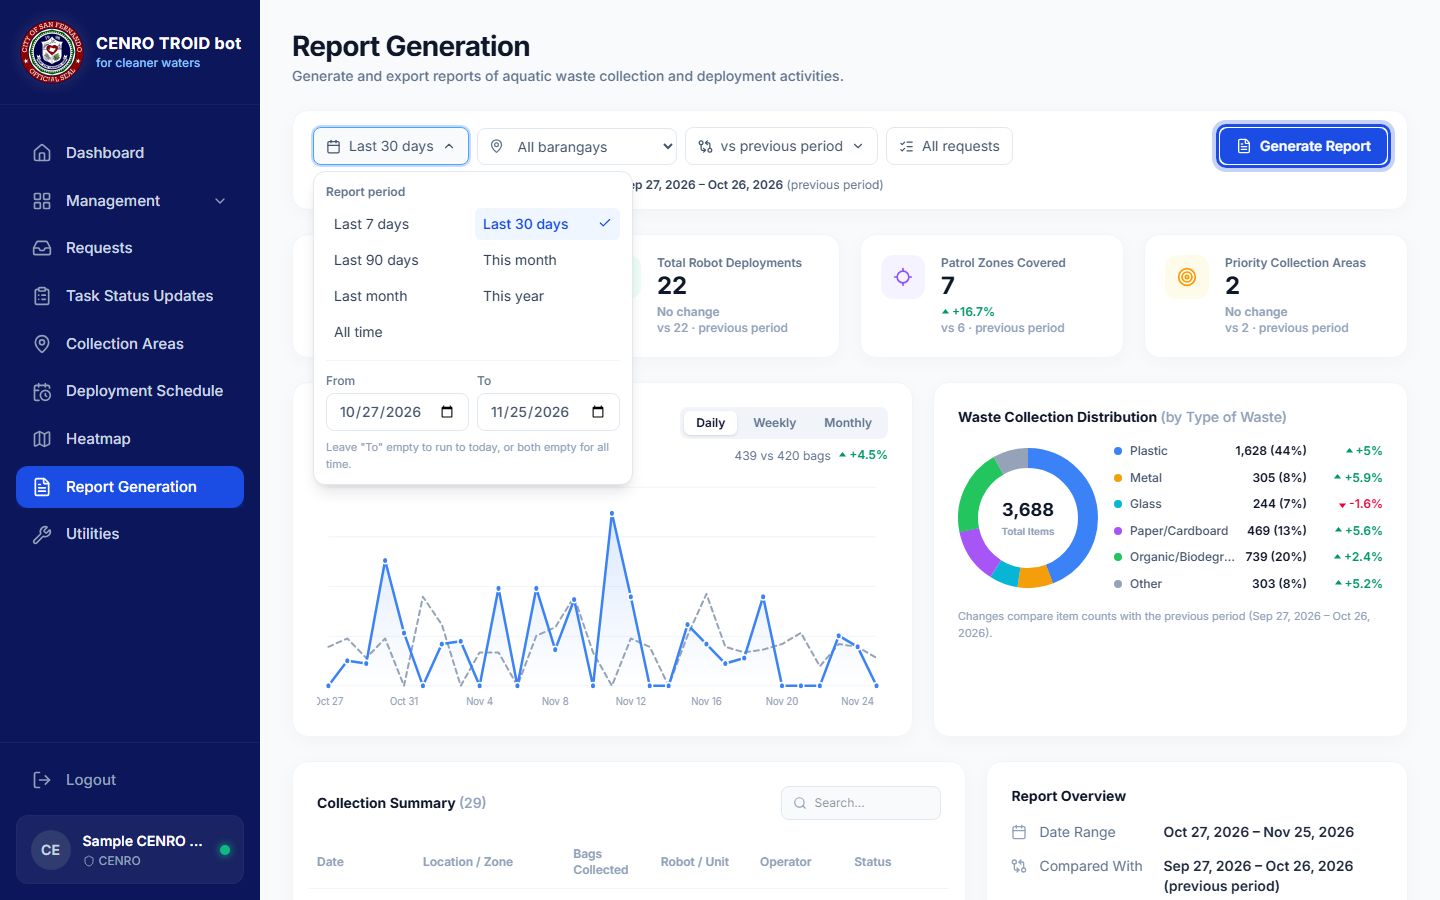 CITY OF SAN FERNANDO
OFFICIAL SEAL
CENRO TROID bot
for cleaner waters
Dashboard
Management
Requests
Task Status Updates
Collection Areas
Deployment Schedule
Heatmap
Report Generation
Utilities
Logout
CE
Sample CENRO ...
CENRO
Report Generation
Generate and export reports of aquatic waste collection and deployment activities.
Last 30 days
All barangays
vs previous period
All requests
Generate Report
ep 27, 2026 – Oct 26, 2026 (previous period)
Report period
Last 7 days
Last 30 days
Last 90 days
This month
Last month
This year
All time
From
To
10/27/2026
11/25/2026
Leave "To" empty to run to today, or both empty for all
time.
Total Robot Deployments
22
No change
vs 22 · previous period
Patrol Zones Covered
7
+16.7%
vs 6 · previous period
Priority Collection Areas
2
No change
vs 2 · previous period
Daily
Weekly
Monthly
439 vs 420 bags
+4.5%
Oct 27
Oct 31
Nov 4
Nov 8
Nov 12
Nov 16
Nov 20
Nov 24
Waste Collection Distribution (by Type of Waste)
3,688
Total Items
Plastic 1,628 (44%) +5%
Metal 305 (8%) +5.9%
Glass 244 (7%) -1.6%
Paper/Cardboard 469 (13%) +5.6%
Organic/Biodegr... 739 (20%) +2.4%
Other 303 (8%) +5.2%
Changes compare item counts with the previous period (Sep 27, 2026 – Oct 26,
2026).
Collection Summary (29)
Search...
Date
Location / Zone
Bags
Collected
Robot / Unit
Operator
Status
Report Overview
Date Range
Oct 27, 2026 – Nov 25, 2026
Compared With
Sep 27, 2026 – Oct 26, 2026
(previous period)